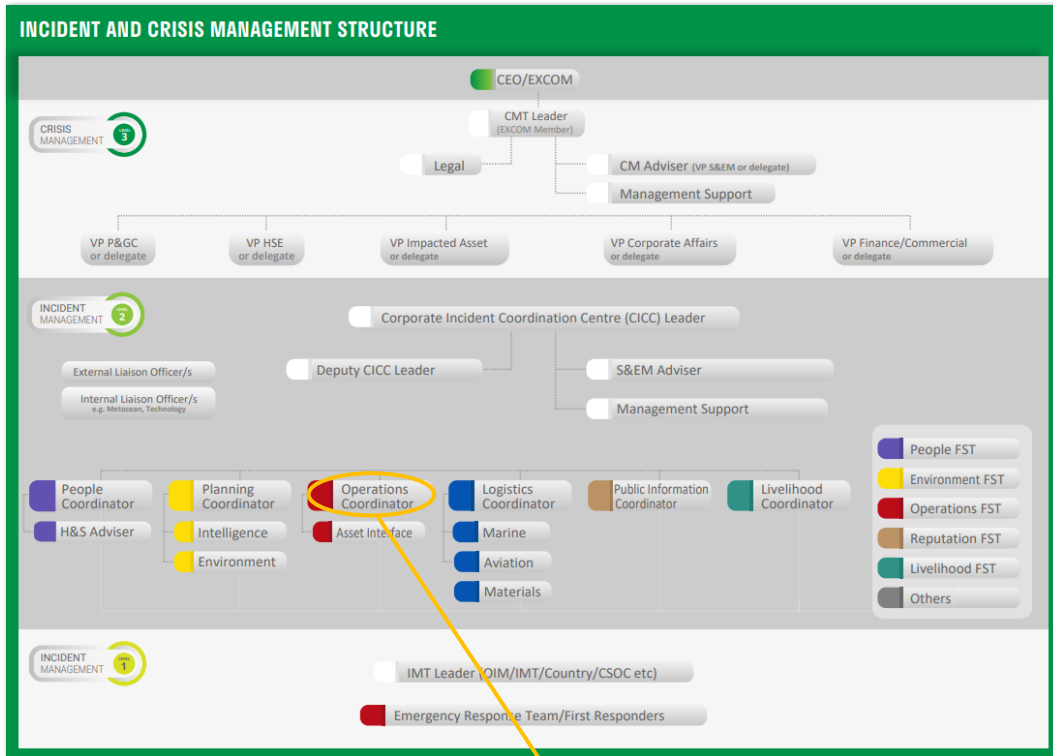 INCIDENT AND CRISIS MANAGEMENT STRUCTURE
CEO/EXCOM
CRISIS
MANAGEMENT
LEVEL
3
CMT Leader
(EXCOM Member)
Legal
CM Adviser (VP S&EM or delegate)
Management Support
VP P&GC
or delegate
VP HSE
or delegate
VP Impacted Asset
or delegate
VP Corporate Affairs
or delegate
VP Finance/Commercial
or delegate
INCIDENT
MANAGEMENT
LEVEL
2
Corporate Incident Coordination Centre (CICC) Leader
External Liaison Officer/s
Internal Liaison Officer/s
e.g. Metocean, Technology
Deputy CICC Leader
S&EM Adviser
Management Support
People
Coordinator
H&S Adviser
Planning
Coordinator
Intelligence
Environment
Operations
Coordinator
Asset Interface
Logistics
Coordinator
Marine
Aviation
Materials
Public Information
Coordinator
Livelihood
Coordinator
People FST
Environment FST
Operations FST
Reputation FST
Livelihood FST
Others
INCIDENT
MANAGEMENT
LEVEL
1
IMT Leader (OIM/IMT/Country/CSOC etc)
Emergency Response Team/First Responders